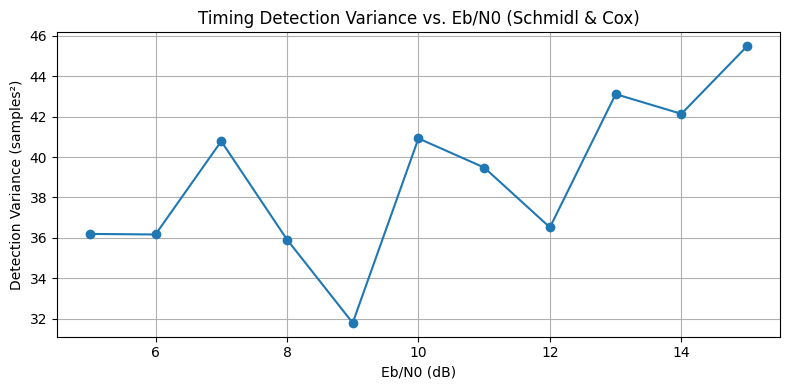 Timing Detection Variance vs. Eb/N0 (Schmidl & Cox)
46
44
42
40
38
36
34
32
Detection Variance (samples²)
6 8 10 12 14
Eb/N0 (dB)